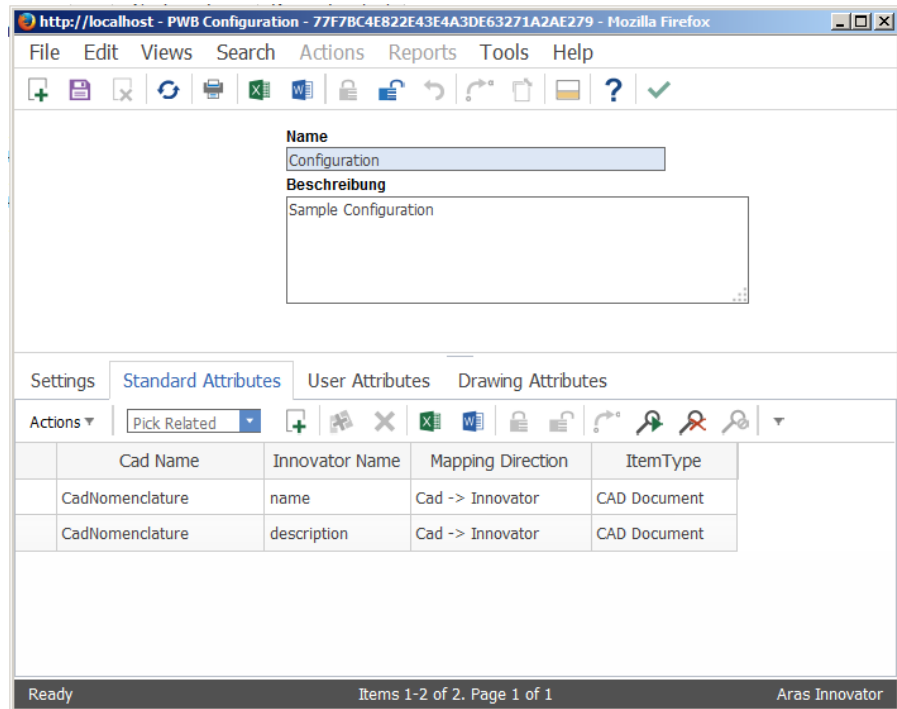 http://localhost - PWB Configuration - 77F7BC4E822E43E4A3DE63271A2AE279 - Mozilla Firefox
File Edit Views Search Actions Reports Tools Help
Name
Configuration
Beschreibung
Sample Configuration
Settings Standard Attributes User Attributes Drawing Attributes
Actions Pick Related
Cad Name Innovator Name Mapping Direction ItemType
CadNomenclature name Cad -> Innovator CAD Document
CadNomenclature description Cad -> Innovator CAD Document
Ready Items 1-2 of 2. Page 1 of 1 Aras Innovator